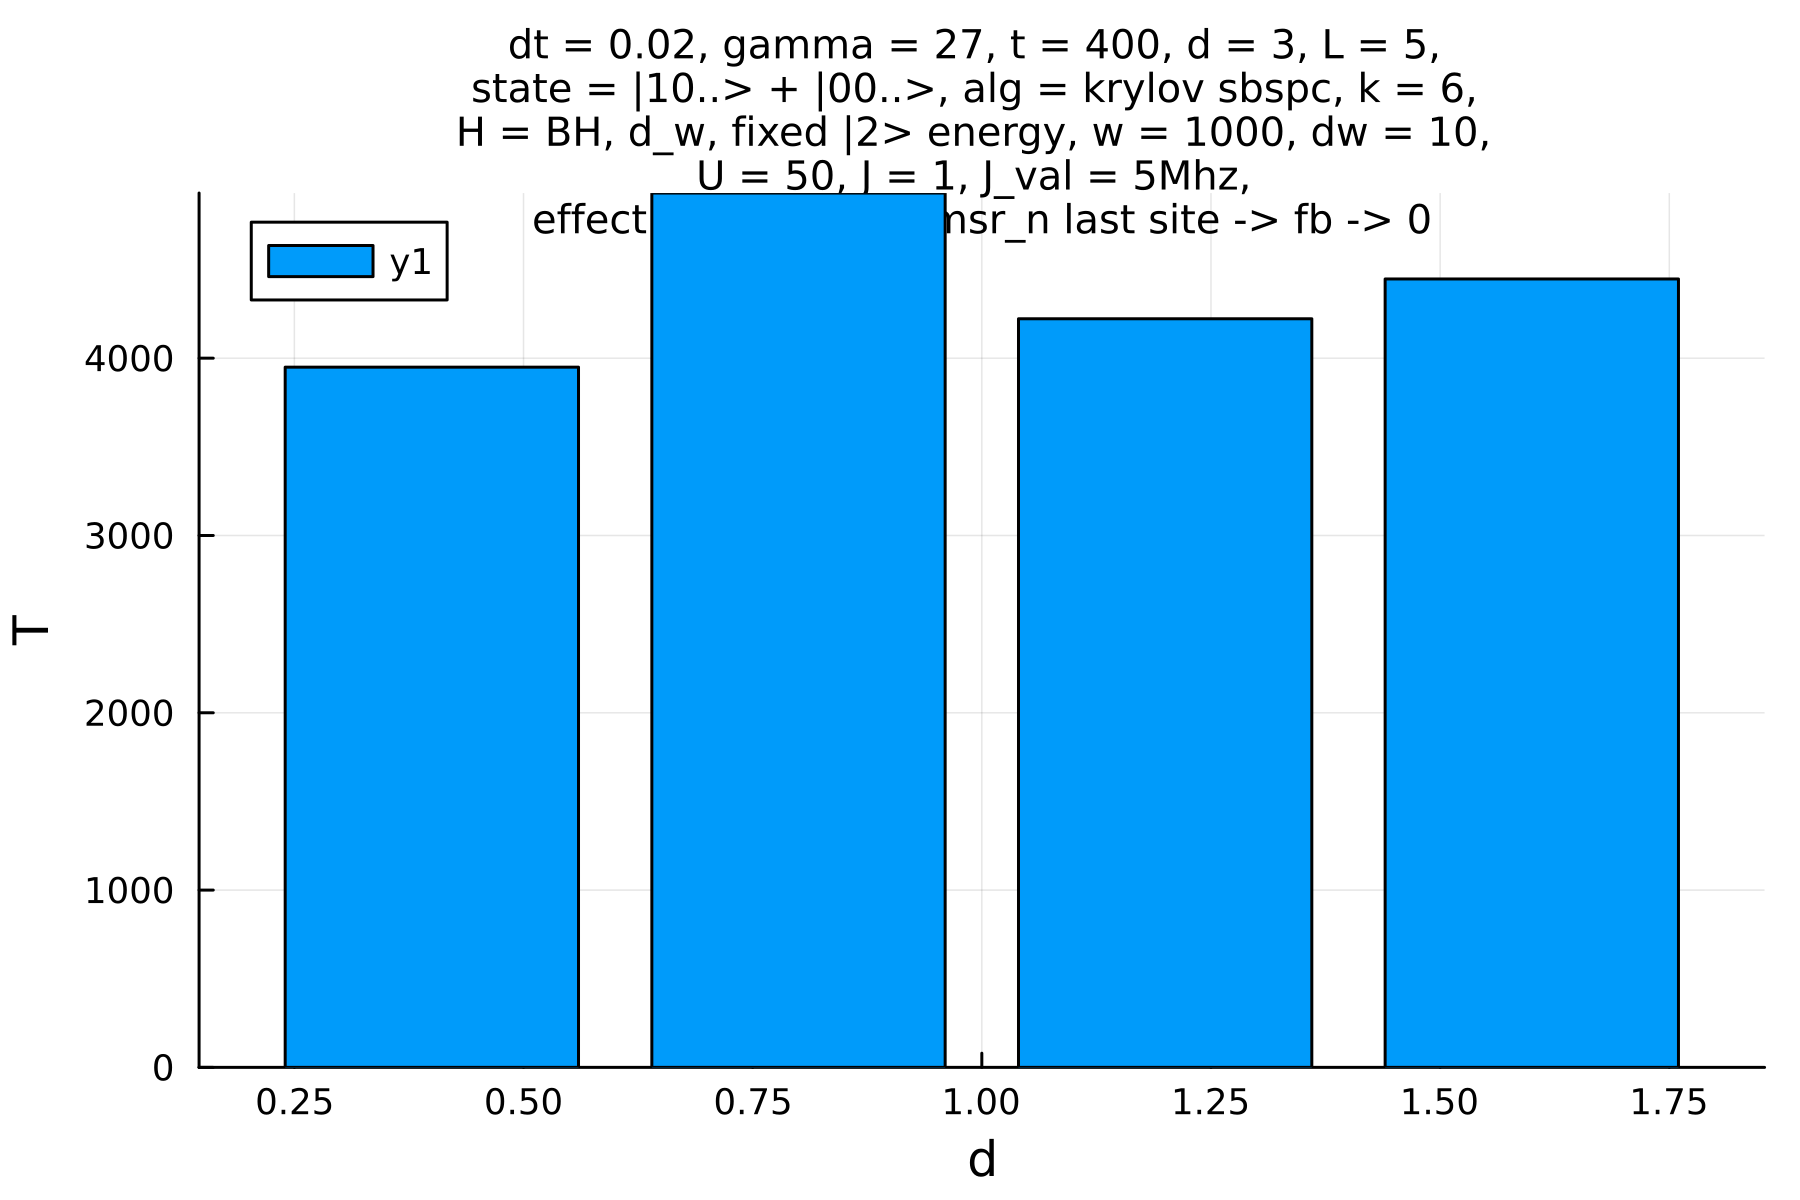 dt = 0.02, gamma = 27, t = 400, d = 3, L = 5,
state = |10..> + |00..>, alg = krylov sbspc, k = 6,
H = BH, d_w, fixed |2> energy, w = 1000, dw = 10,
U = 50, J = 1, J_val = 5Mhz,
effect msr_n last site -> fb -> 0
y1
4000
3000
2000
1000
0
T
0.25 0.50 0.75 1.00 1.25 1.50 1.75
d